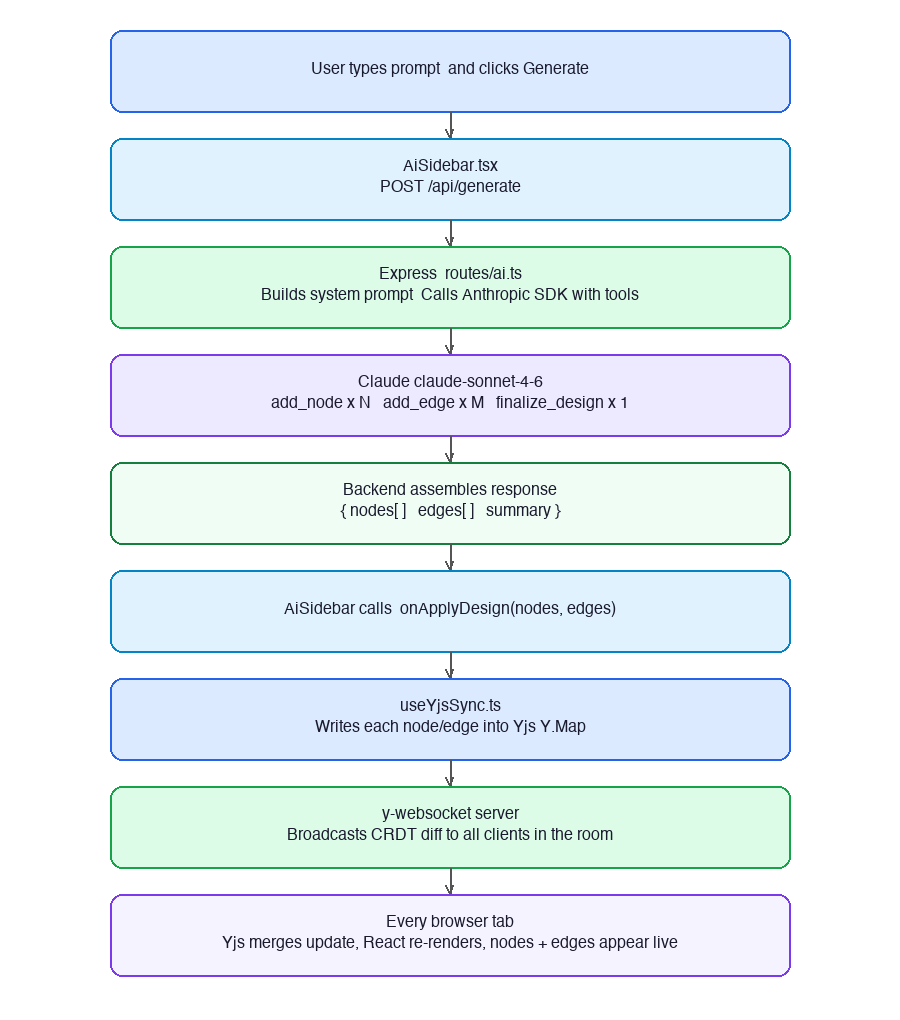 User types prompt  and clicks Generate
AiSidebar.tsx
POST /api/generate
Express  routes/ai.ts
Builds system prompt  Calls Anthropic SDK with tools
Claude claude-sonnet-4-6
add_node x N   add_edge x M   finalize_design x 1
Backend assembles response
{ nodes[ ]   edges[ ]   summary }
AiSidebar calls  onApplyDesign(nodes, edges)
useYjsSync.ts
Writes each node/edge into Yjs Y.Map
y-websocket server
Broadcasts CRDT diff to all clients in the room
Every browser tab
Yjs merges update, React re-renders, nodes + edges appear live